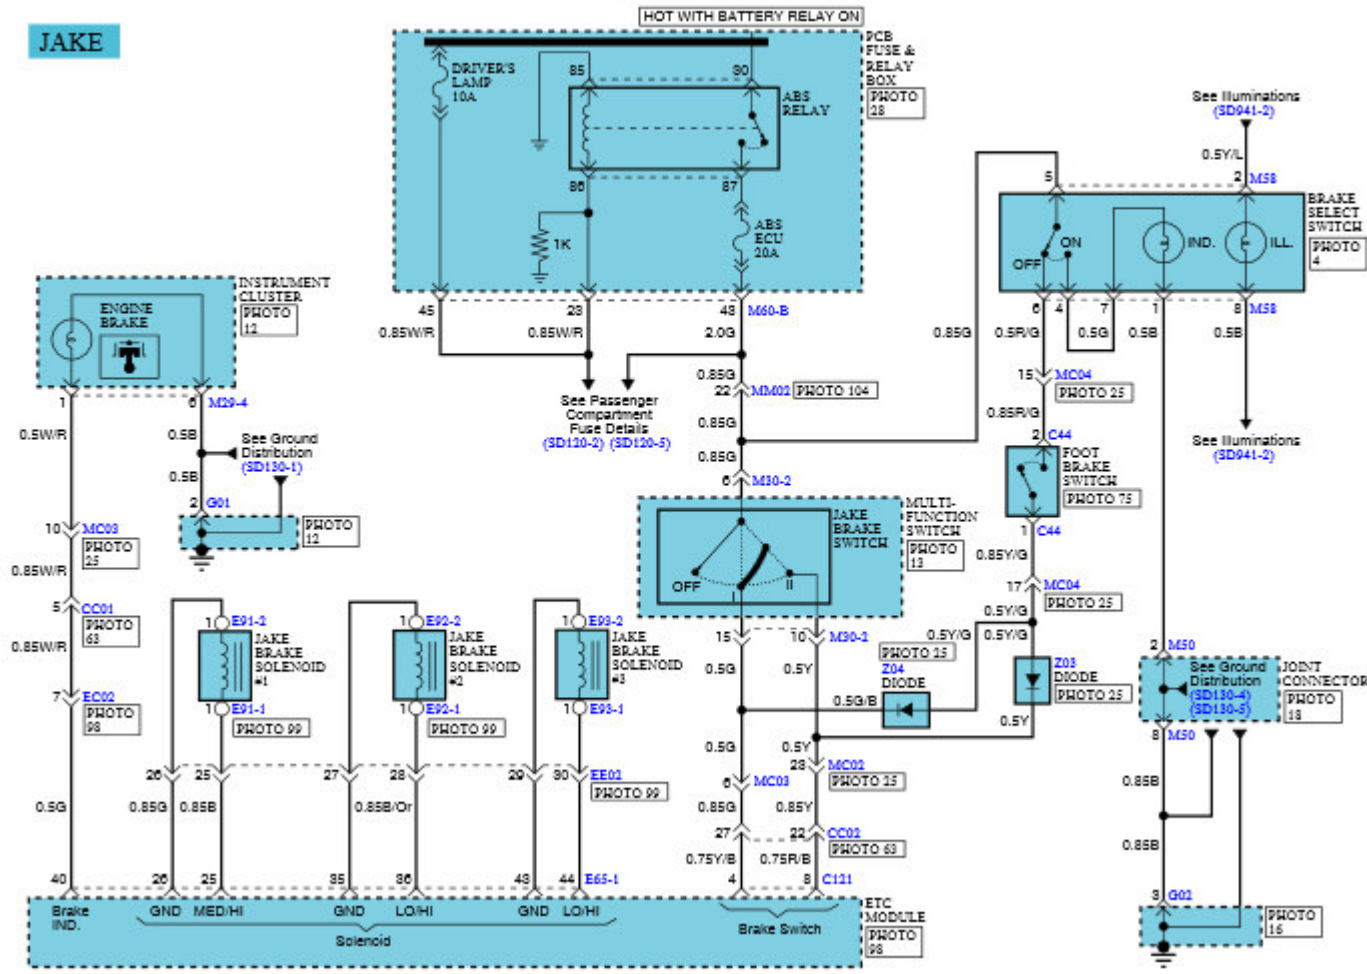 HOT WITH BATTERY RELAY ON
JAKE
DRIVER'S
LAMP
10A
85
30
ABS
RELAY
PCB
FUSE &
RELAY
BOX
PHOTO
28
86
87
1K
ABS
ECU
20A
45
23
43
M60-B
0.85W/R
0.85W/R
2.0G
See Passenger
Compartment
Fuse Details
(SD120-2) (SD120-5)
0.85G
22
MM02
PHOTO 104
0.85G
0.85G
6
M30-2
See Illuminations
(SD941-2)
0.5Y/L
5
2
M58
BRAKE
SELECT
SWITCH
PHOTO
4
OFF
ON
IND.
ILL.
6
4
7
1
8
M58
0.85G
0.5R/G
0.5G
0.5B
0.5B
15
MC04
PHOTO 25
0.85R/G
2
C44
FOOT
BRAKE
SWITCH
PHOTO 75
1
C44
0.85Y/G
17
MC04
PHOTO 25
0.5Y/G
0.5Y/G
0.5Y/G
See Illuminations
(SD941-2)
INSTRUMENT
CLUSTER
PHOTO
12
ENGINE
BRAKE
1
6
M29-4
0.5W/R
0.5B
See Ground
Distribution
(SD130-1)
0.5B
2
G01
PHOTO
12
10
MC03
PHOTO
25
0.85W/R
5
CC01
PHOTO
63
0.85W/R
7
EC02
PHOTO
98
0.5G
MULTI-
FUNCTION
SWITCH
PHOTO
13
JAKE
BRAKE
SWITCH
OFF
I
II
15
10
M30-2
0.5G
0.5Y
PHOTO 25
Z04
DIODE
0.5G/B
Z03
DIODE
PHOTO 25
0.5Y
0.5G
0.5Y
6
MC03
23
MC02
PHOTO 25
0.85G
0.85Y
27
22
CC02
PHOTO 63
0.75Y/B
0.75R/B
4
8
C121
1
E91-2
JAKE
BRAKE
SOLENOID
#1
1
E91-1
PHOTO 99
1
E92-2
JAKE
BRAKE
SOLENOID
#2
1
E92-1
PHOTO 99
1
E93-2
JAKE
BRAKE
SOLENOID
#3
1
E93-1
26
25
27
28
29
30
EE02
PHOTO 99
0.85G
0.85B
0.85B/Or
40
26
25
35
36
43
44
E65-1
Brake
IND.
GND
MED/HI
GND
LO/HI
GND
LO/HI
Solenoid
Brake Switch
ETC
MODULE
PHOTO
98
2
M50
See Ground
Distribution
(SD130-4)
(SD130-5)
JOINT
CONNECTOR
PHOTO
18
8
M50
0.85B
0.85B
3
G02
PHOTO
16